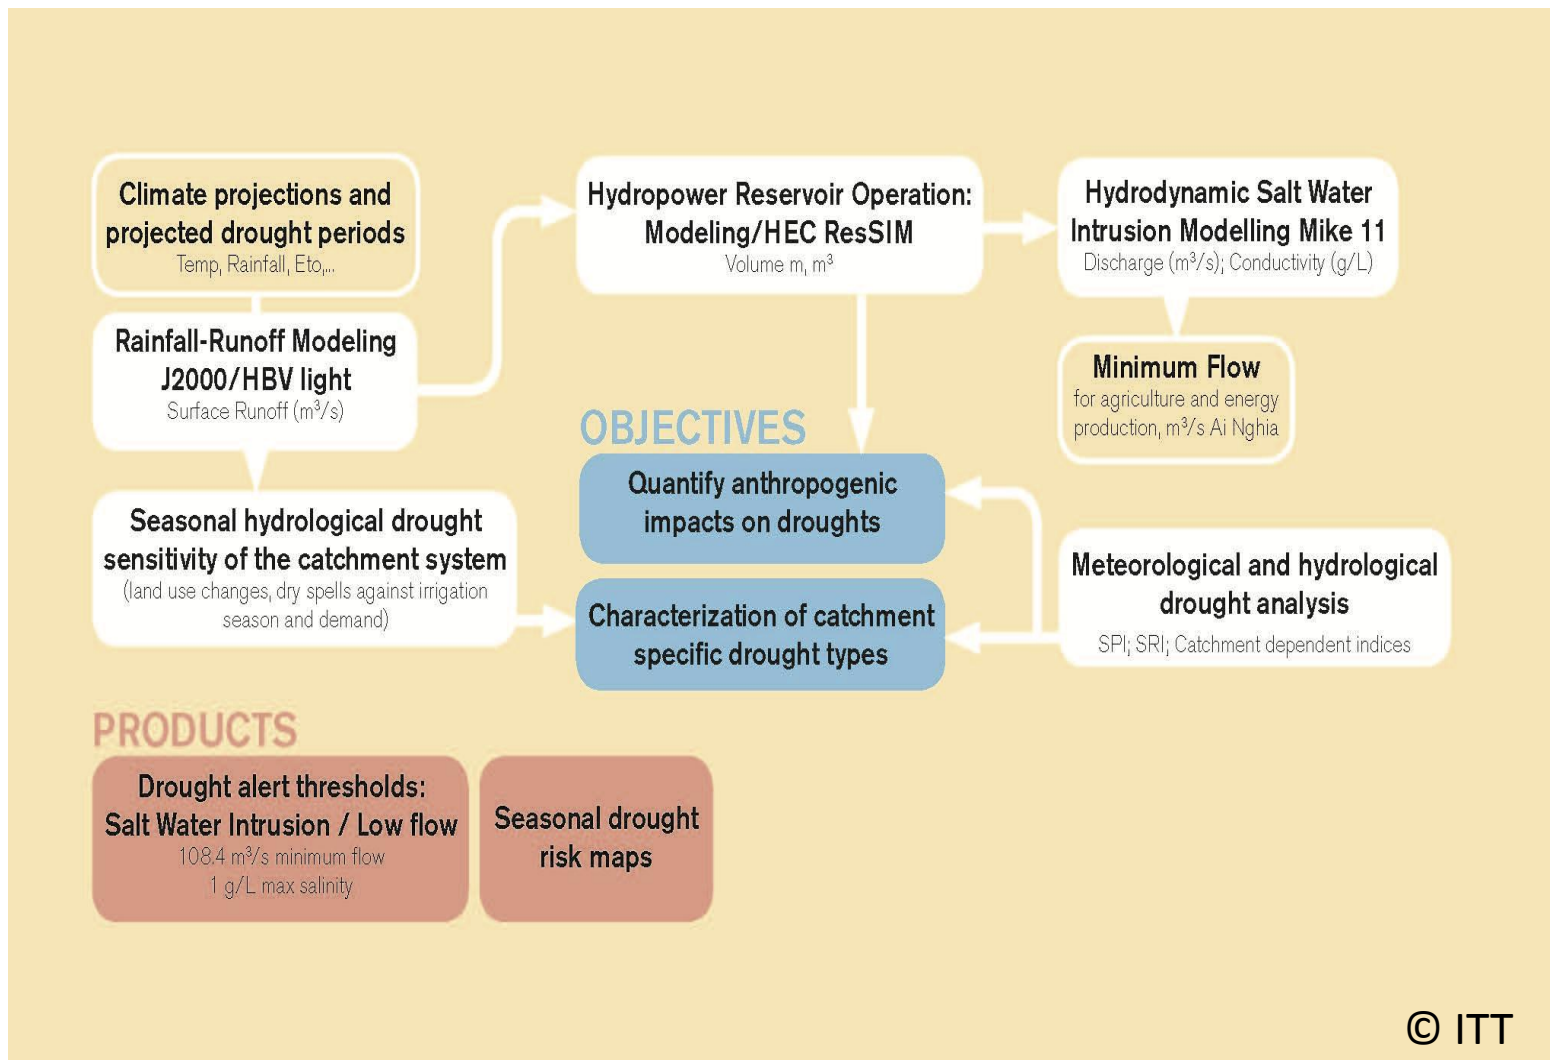 Climate projections and
projected drought periods
Temp, Rainfall, Eto,...
Rainfall-Runoff Modeling
J2000/HBV light
Surface Runoff (m³/s)
Seasonal hydrological drought
sensitivity of the catchment system
(land use changes, dry spells against irrigation
season and demand)
Hydropower Reservoir Operation:
Modeling/HEC ResSIM
Volume m, m³
Hydrodynamic Salt Water
Intrusion Modelling Mike 11
Discharge (m³/s); Conductivity (g/L)
Minimum Flow
for agriculture and energy
production, m³/s Ai Nghia
OBJECTIVES
Quantify anthropogenic
impacts on droughts
Characterization of catchment
specific drought types
Meteorological and hydrological
drought analysis
SPI; SRI; Catchment dependent indices
PRODUCTS
Drought alert thresholds:
Salt Water Intrusion / Low flow
108.4 m³/s minimum flow
1 g/L max salinity
Seasonal drought
risk maps
© ITT